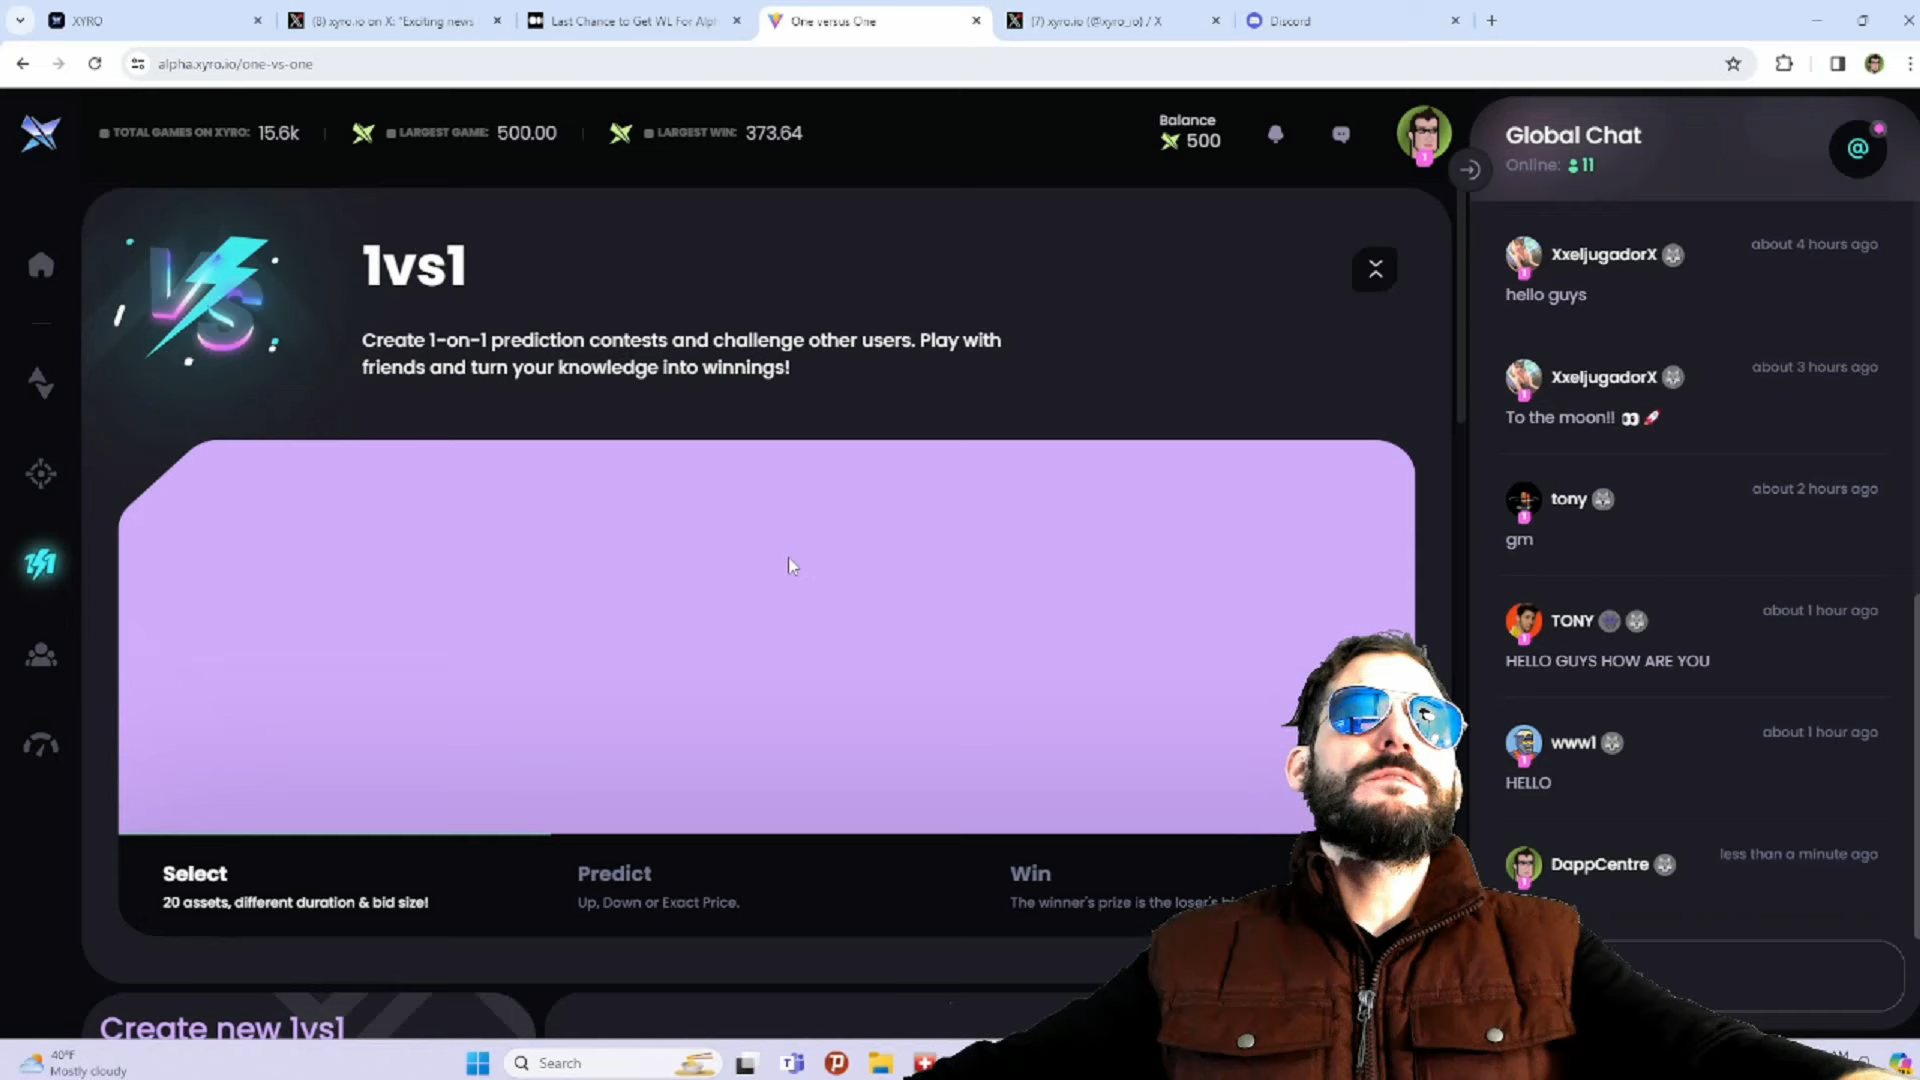 XYRO
(8) xyro.io on X: "Exciting news
Last Chance to Get WL For Alph
One versus One
(7) xyro.io (@xyro_io) / X
Discord
alpha.xyro.io/one-vs-one
TOTAL GAMES ON XYRO: 15.6k
LARGEST GAME: 500.00
LARGEST WIN: 373.64
Balance
500
1
Global Chat
Online: 11
@
VS
1vs1
Create 1-on-1 prediction contests and challenge other users. Play with
friends and turn your knowledge into winnings!
XxeljugadorX
about 4 hours ago
hello guys
XxeljugadorX
about 3 hours ago
To the moon!!
tony
about 2 hours ago
gm
TONY
about 1 hour ago
HELLO GUYS HOW ARE YOU
www1
about 1 hour ago
HELLO
DappCentre
less than a minute ago
Select
20 assets, different duration & bid size!
Predict
Up, Down or Exact Price.
Win
The winner's prize is the loser's
Create new 1vs1
40°F
Mostly cloudy
Search